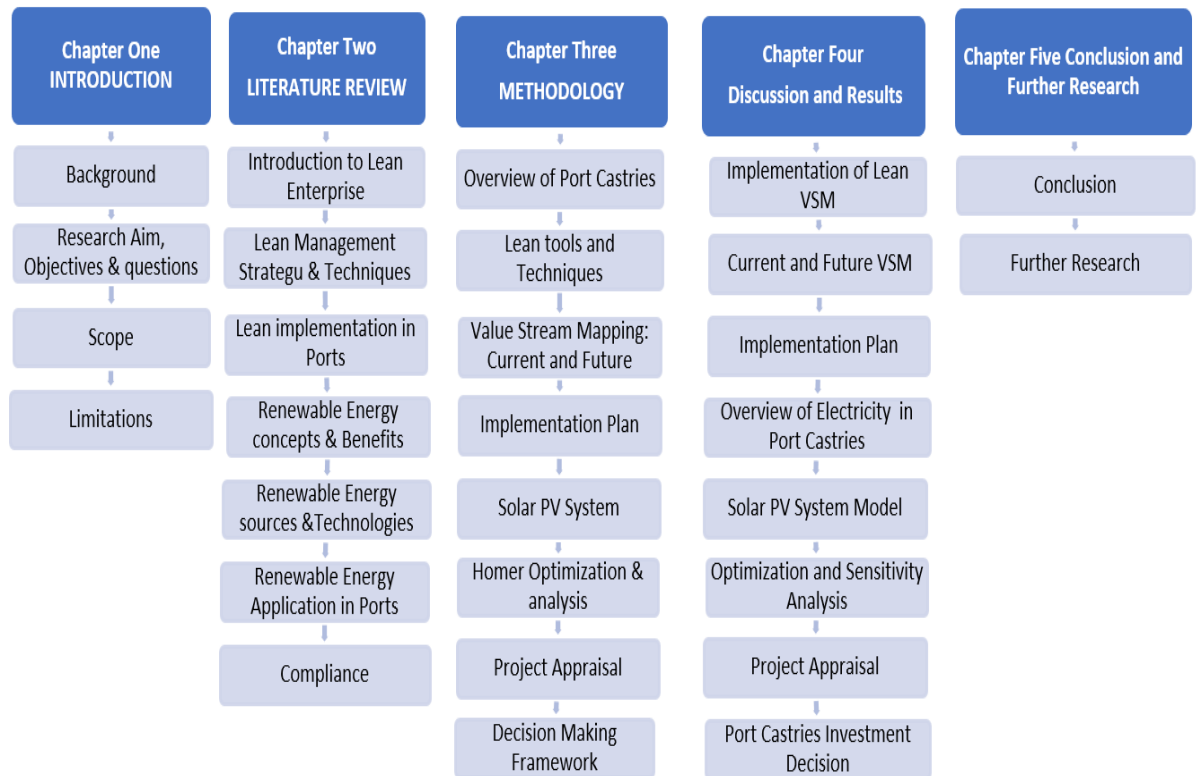 Chapter One
INTRODUCTION
Background
Research Aim,
Objectives & questions
Scope
Limitations
Chapter Two
LITERATURE REVIEW
Introduction to Lean
Enterprise
Lean Management
Strategu & Techniques
Lean implementation in
Ports
Renewable Energy
concepts & Benefits
Renewable Energy
sources &Technologies
Renewable Energy
Application in Ports
Compliance
Chapter Three
METHODOLOGY
Overview of Port Castries
Lean tools and
Techniques
Value Stream Mapping:
Current and Future
Implementation Plan
Solar PV System
Homer Optimization &
analysis
Project Appraisal
Decision Making
Framework
Chapter Four
Discussion and Results
Implementation of Lean
VSM
Current and Future VSM
Implementation Plan
Overview of Electricity in
Port Castries
Solar PV System Model
Optimization and Sensitivity
Analysis
Project Appraisal
Port Castries Investment
Decision
Chapter Five Conclusion and
Further Research
Conclusion
Further Research